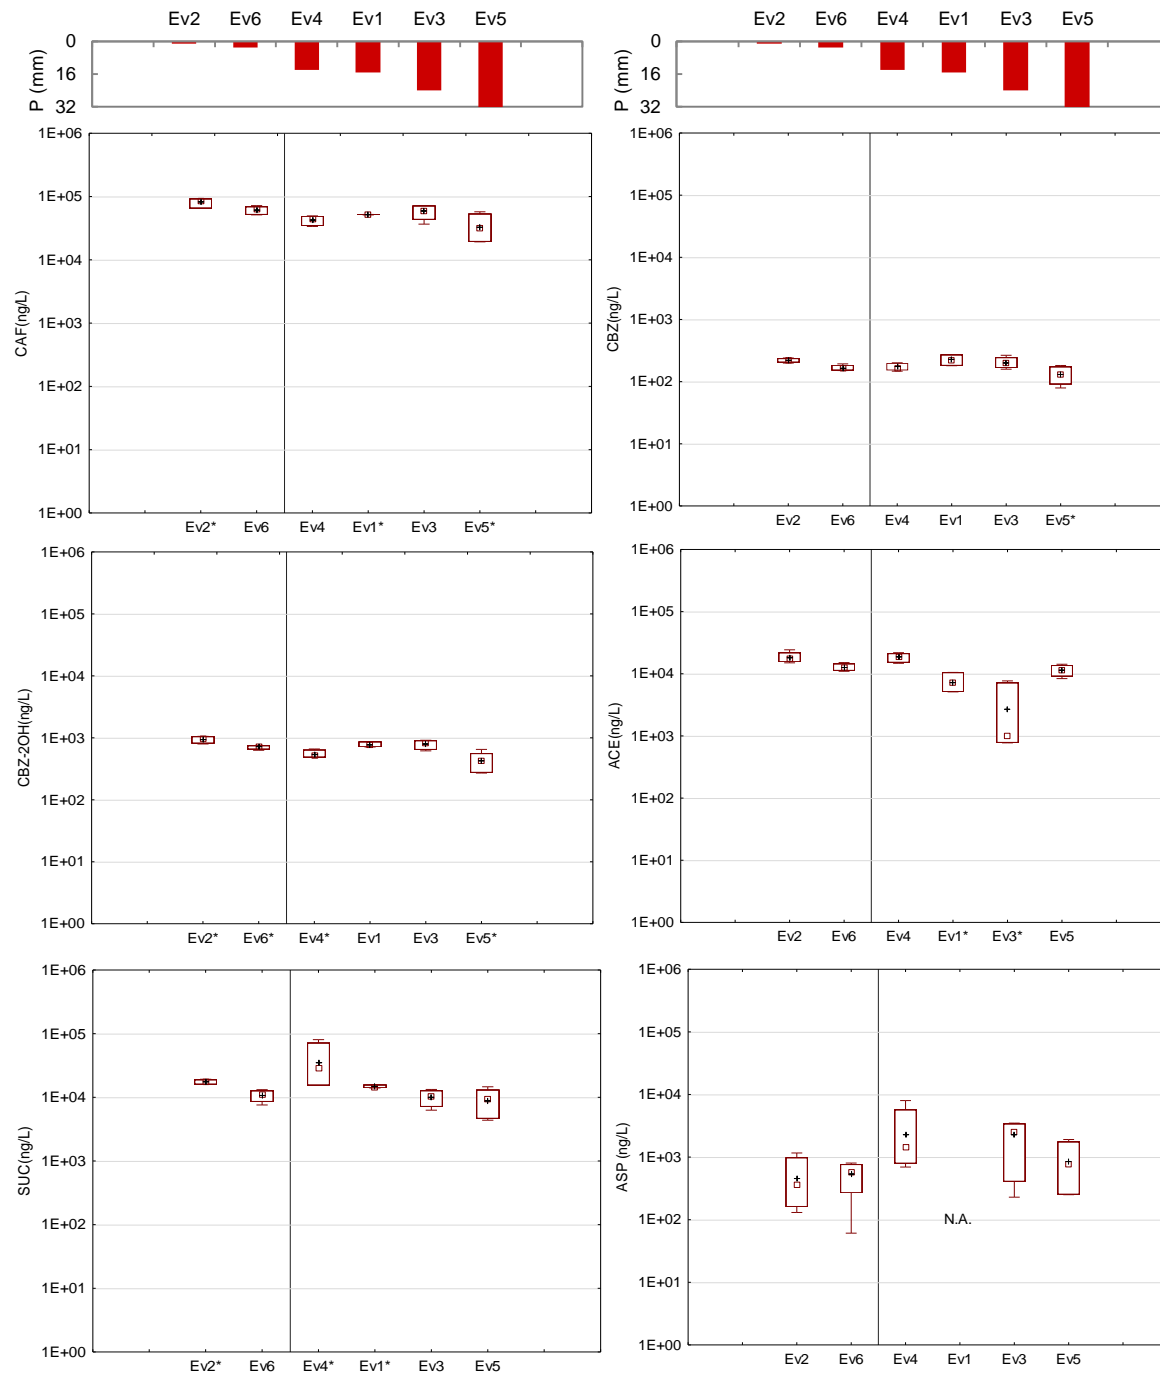 Ev2 Ev6 Ev4 Ev1 Ev3 Ev5
0
16
32
P (mm)
Ev2 Ev6 Ev4 Ev1 Ev3 Ev5
0
16
32
P (mm)
1E+06
1E+05
1E+04
1E+03
1E+02
1E+01
1E+00
CAF(ng/L)
Ev2* Ev6 Ev4 Ev1* Ev3 Ev5*
1E+06
1E+05
1E+04
1E+03
1E+02
1E+01
1E+00
CBZ(ng/L)
Ev2 Ev6 Ev4 Ev1 Ev3 Ev5*
1E+06
1E+05
1E+04
1E+03
1E+02
1E+01
1E+00
CBZ-2OH(ng/L)
Ev2* Ev6* Ev4* Ev1 Ev3 Ev5*
1E+06
1E+05
1E+04
1E+03
1E+02
1E+01
1E+00
ACE(ng/L)
Ev2 Ev6 Ev4 Ev1* Ev3* Ev5
1E+06
1E+05
1E+04
1E+03
1E+02
1E+01
1E+00
SUC(ng/L)
Ev2* Ev6 Ev4* Ev1* Ev3 Ev5
1E+06
1E+05
1E+04
1E+03
1E+02
1E+01
1E+00
ASP (ng/L)
N.A.
Ev2 Ev6 Ev4 Ev1 Ev3 Ev5